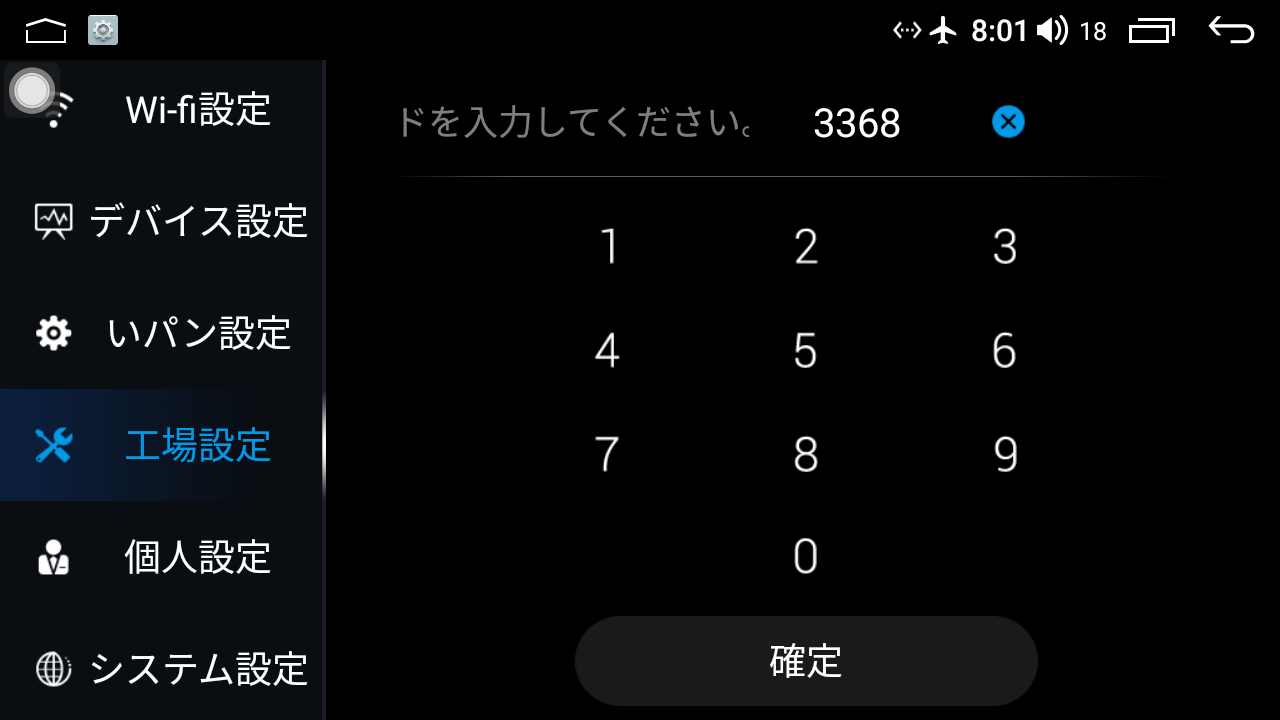 8:01 18
Wi-fi設定
デバイス設定
いパン設定
工場設定
個人設定
システム設定
ドを入力してください。 3368
1 2 3
4 5 6
7 8 9
0
確定